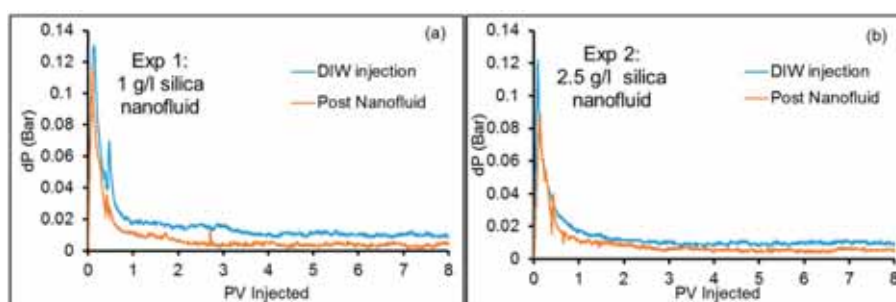 (a)
Exp 1:
1 g/l silica
nanofluid
DIW injection
Post Nanofluid
dP (Bar)
0.14
0.12
0.1
0.08
0.06
0.04
0.02
0
0 1 2 3 4 5 6 7 8
PV Injected
(b)
Exp 2:
2.5 g/l silica
nanofluid
DIW injection
Post Nanofluid
dP (Bar)
0.14
0.12
0.1
0.08
0.06
0.04
0.02
0
0 1 2 3 4 5 6 7 8
PV Injected